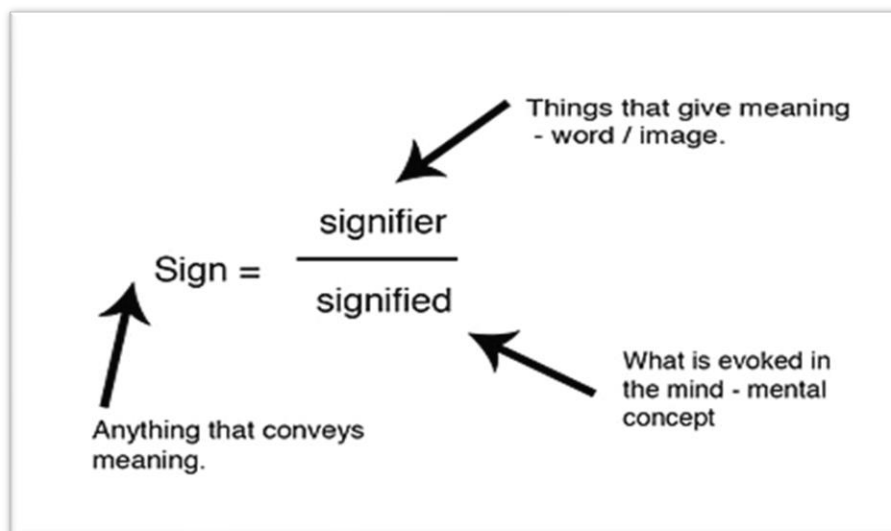 Things that give meaning
- word / image.
signifier
Sign =
signified
What is evoked in
the mind - mental
concept
Anything that conveys
meaning.